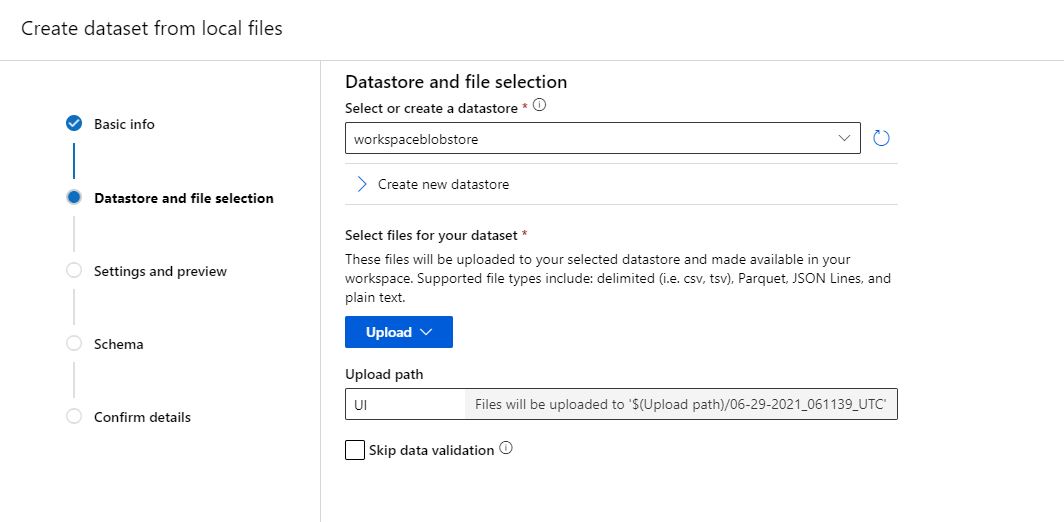 Create dataset from local files
Basic info
Datastore and file selection
Settings and preview
Schema
Confirm details
Datastore and file selection
Select or create a datastore *
workspaceblobstore
Create new datastore
Select files for your dataset *
These files will be uploaded to your selected datastore and made available in your
workspace. Supported file types include: delimited (i.e. csv, tsv), Parquet, JSON Lines, and
plain text.
Upload
Upload path
UI Files will be uploaded to '$(Upload path)/06-29-2021_061139_UTC'
Skip data validation